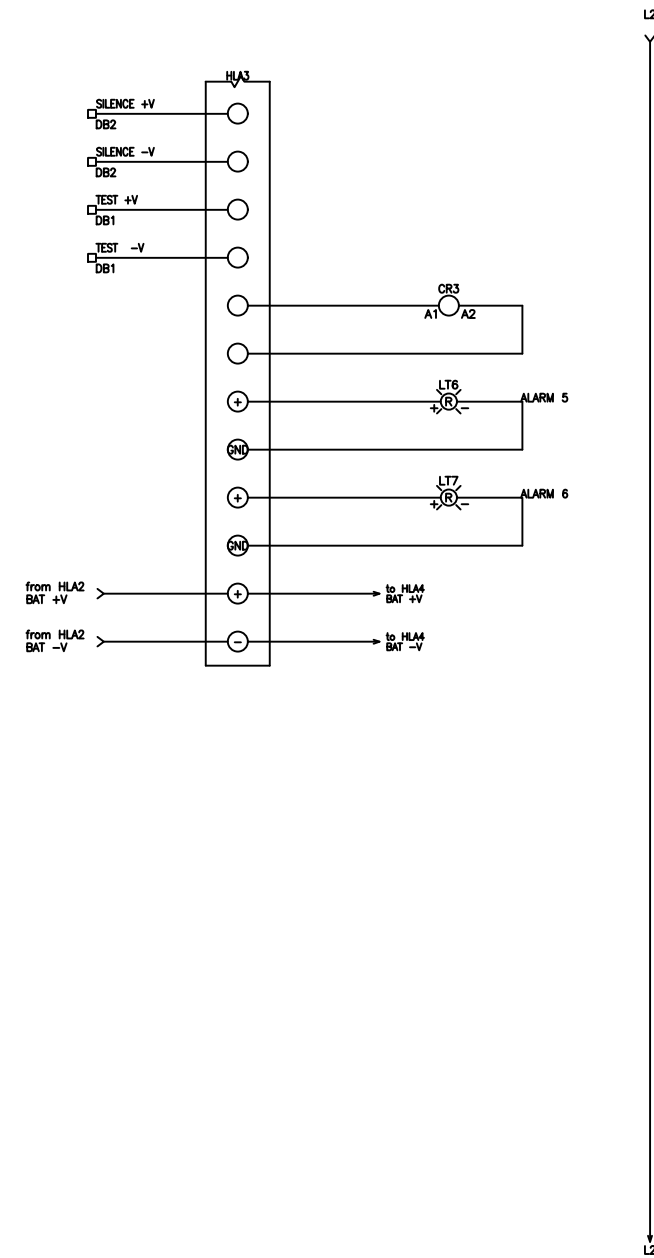 L2
HLA3
SILENCE +V
DB2
SILENCE -V
DB2
TEST +V
DB1
TEST -V
DB1
CR3
A1 A2
LT6
+ R -
ALARM 5
+
GND
LT7
+ R -
ALARM 6
+
GND
from HLA2
BAT +V
+
to HLA4
BAT +V
from HLA2
BAT -V
-
to HLA4
BAT -V
L2